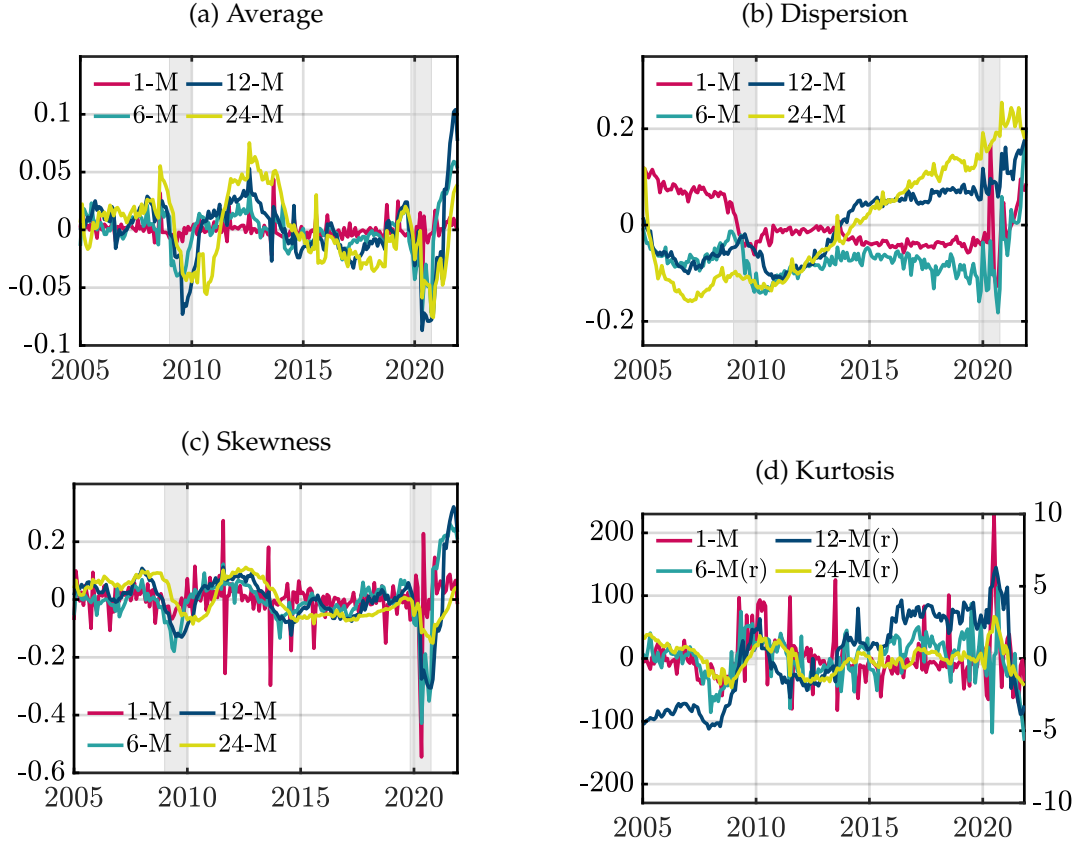 (a) Average
1-M 12-M
6-M 24-M
0.1
0.05
0
-0.05
-0.1
2005 2010 2015 2020
(b) Dispersion
1-M 12-M
6-M 24-M
0.2
0
-0.2
2005 2010 2015 2020
(c) Skewness
0.2
0
-0.2
-0.4
-0.6
1-M 12-M
6-M 24-M
2005 2010 2015 2020
(d) Kurtosis
1-M 12-M(r)
6-M(r) 24-M(r)
200
100
0
-100
-200
10
5
0
-5
-10
2005 2010 2015 2020